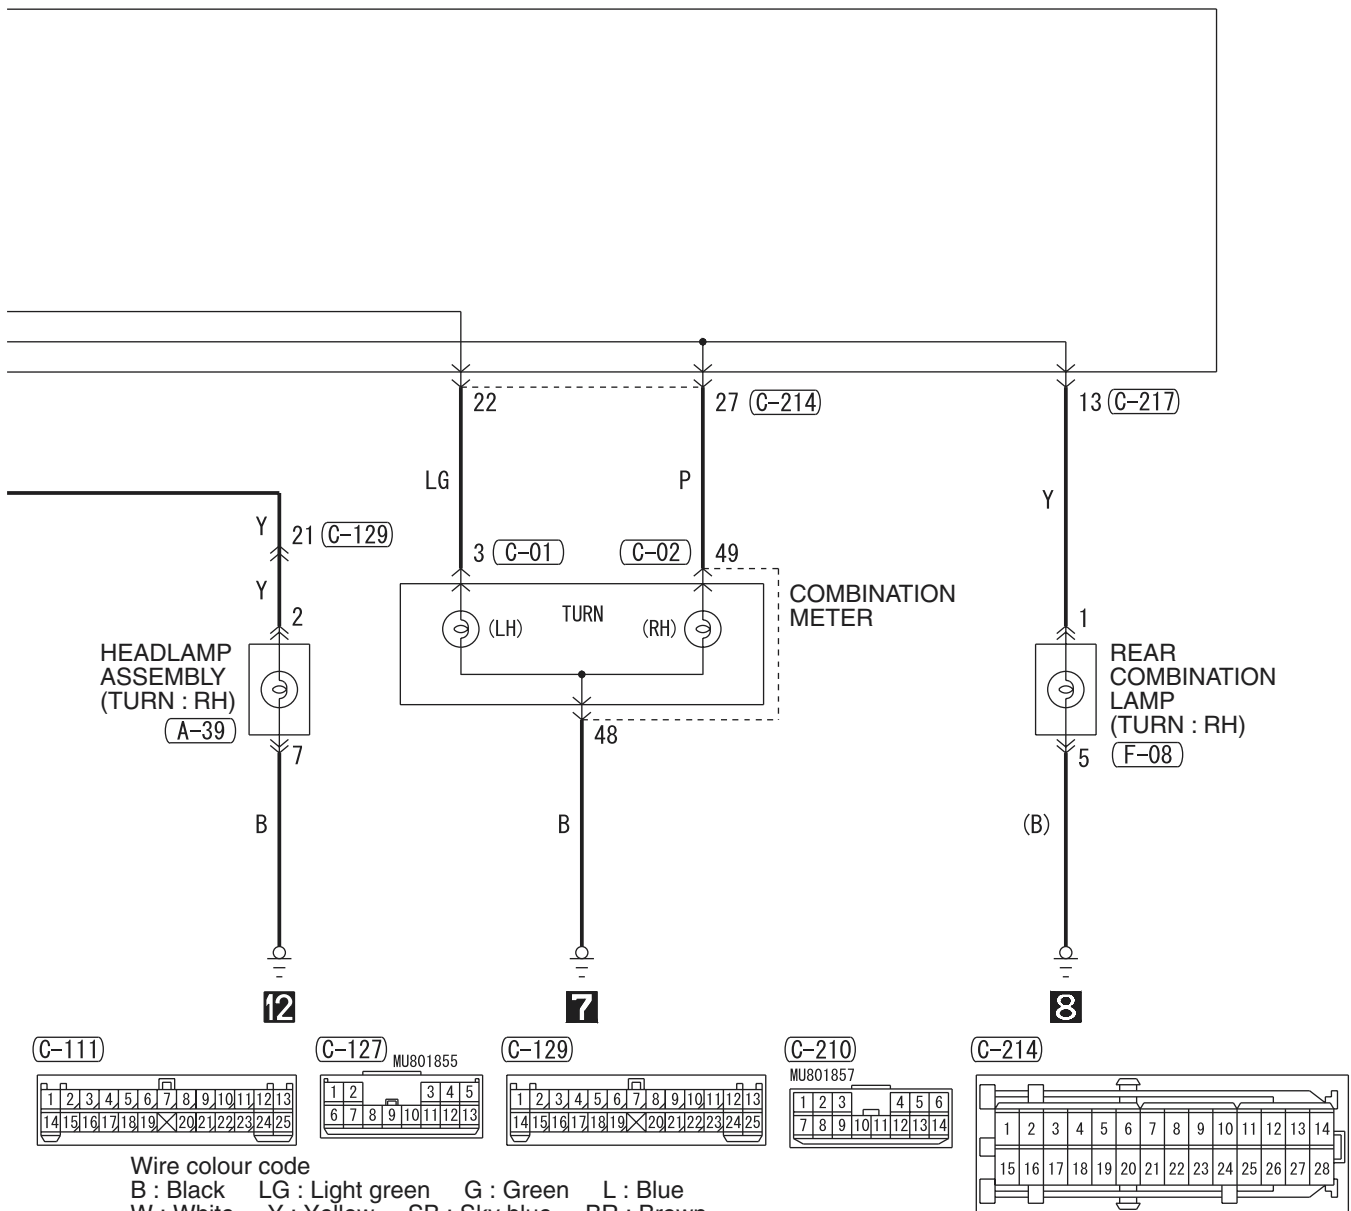 22
27 (C-214)
13 (C-217)
LG
P
Y
Y
21 (C-129)
3 (C-01)
(C-02) 49
Y
2
COMBINATION
METER
TURN
(LH)
(RH)
1
HEADLAMP
ASSEMBLY
(TURN : RH)
A-39
7
REAR
COMBINATION
LAMP
(TURN : RH)
F-08
5
48
B
B
(B)
12
7
8
C-111
1 2 3 4 5 6 7 8 9 10 11 12 13
14 15 16 17 18 19 20 21 22 23 24 25
C-127 MU801855
1 2 3 4 5
6 7 8 9 10 11 12 13
C-129
1 2 3 4 5 6 7 8 9 10 11 12 13
14 15 16 17 18 19 20 21 22 23 24 25
C-210
MU801857
1 2 3 4 5 6
7 8 9 10 11 12 13 14
C-214
1 2 3 4 5 6 7 8 9 10 11 12 13 14
15 16 17 18 19 20 21 22 23 24 25 26 27 28
Wire colour code
B : Black LG : Light green G : Green L : Blue
W : White Y : Yellow SB : Sky blue BR : Brown